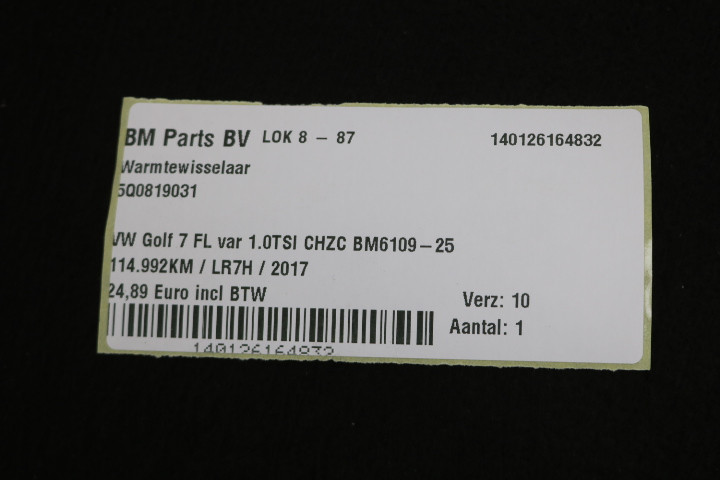 BM Parts BV LOK 8 – 87 140126164832
Warmtewisselaar
5Q0819031
VW Golf 7 FL var 1.0TSI CHZC BM6109–25
114.992KM / LR7H / 2017
24,89 Euro incl BTW
Verz: 10
Aantal: 1
140126164832